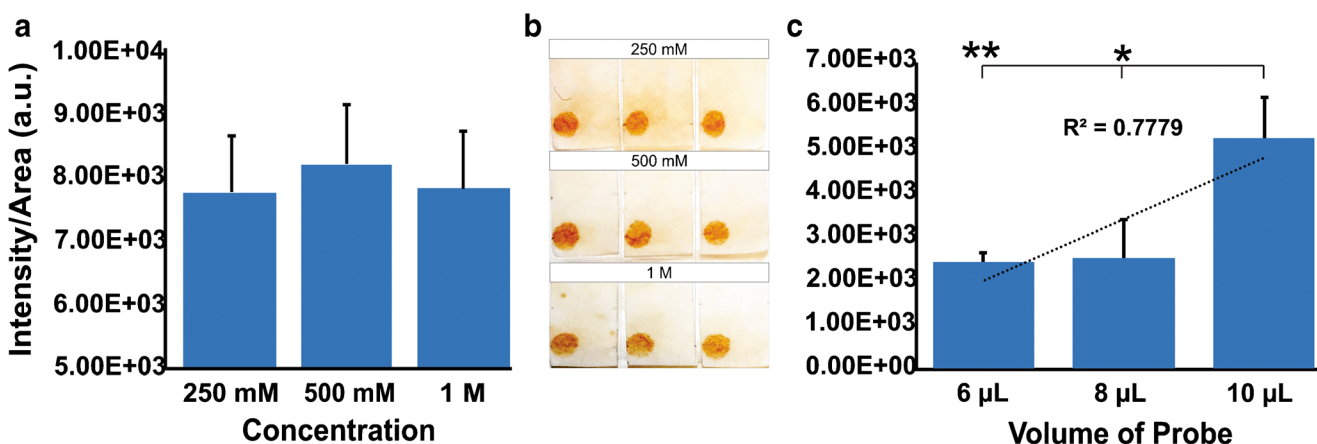 a
Intensity/Area (a.u.)
1.00E+04
9.00E+03
8.00E+03
7.00E+03
6.00E+03
5.00E+03
250 mM 500 mM 1 M
Concentration
b
250 mM
500 mM
1 M
c
7.00E+03
6.00E+03
5.00E+03
4.00E+03
3.00E+03
2.00E+03
1.00E+03
0.00E+00
** *
R² = 0.7779
6 µL 8 µL 10 µL
Volume of Probe